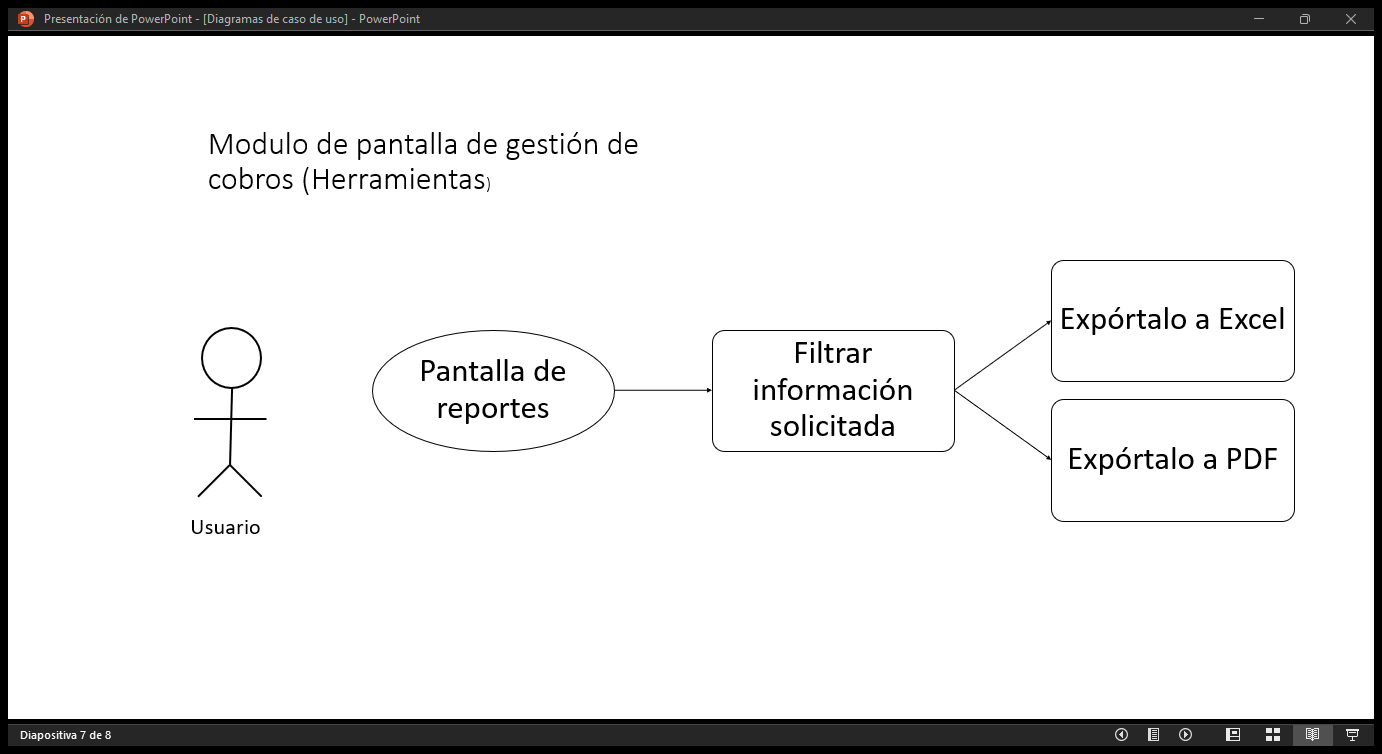 Presentación de PowerPoint - [Diagramas de caso de uso] - PowerPoint
Modulo de pantalla de gestión de
cobros (Herramientas)
Pantalla de
reportes
Filtrar
información
solicitada
Expórtalo a Excel
Expórtalo a PDF
Usuario
Diapositiva 7 de 8